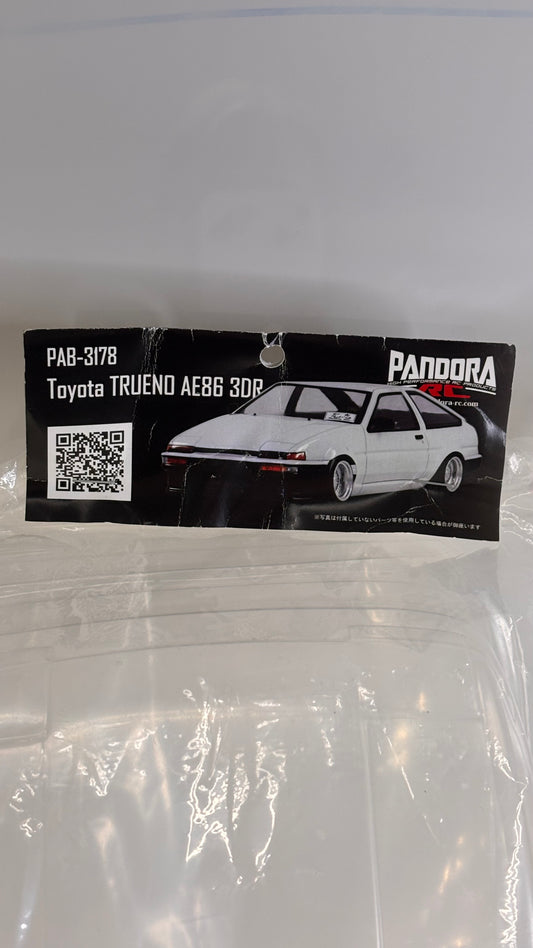 PAB-3178
Toyota TRUENO AE86 3DR
PANDORA
HIGH PERFORMANCE RC PRODUCTS
RC
dora-rc.com
※写真は付属していないパーツ等を使用している場合が御座います